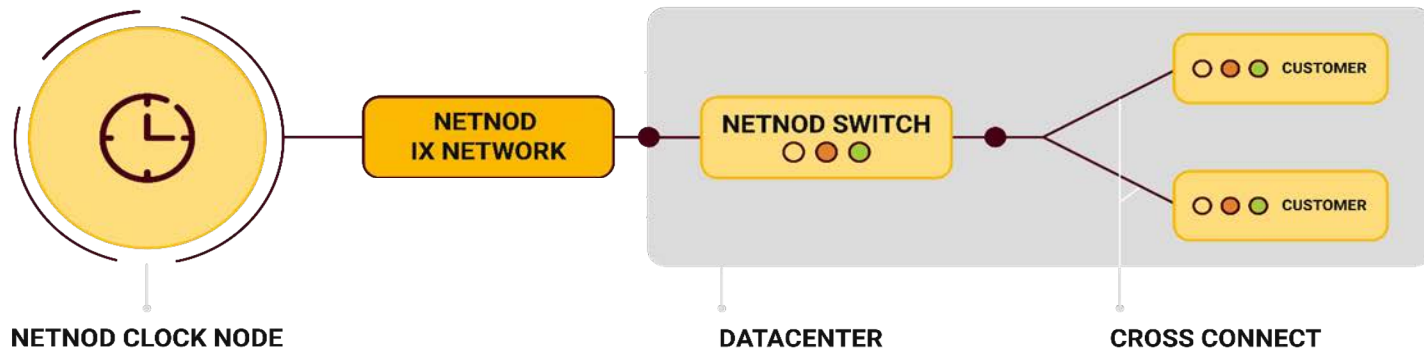 NETNOD
IX NETWORK
NETNOD SWITCH
CUSTOMER
CUSTOMER
NETNOD CLOCK NODE
DATACENTER
CROSS CONNECT